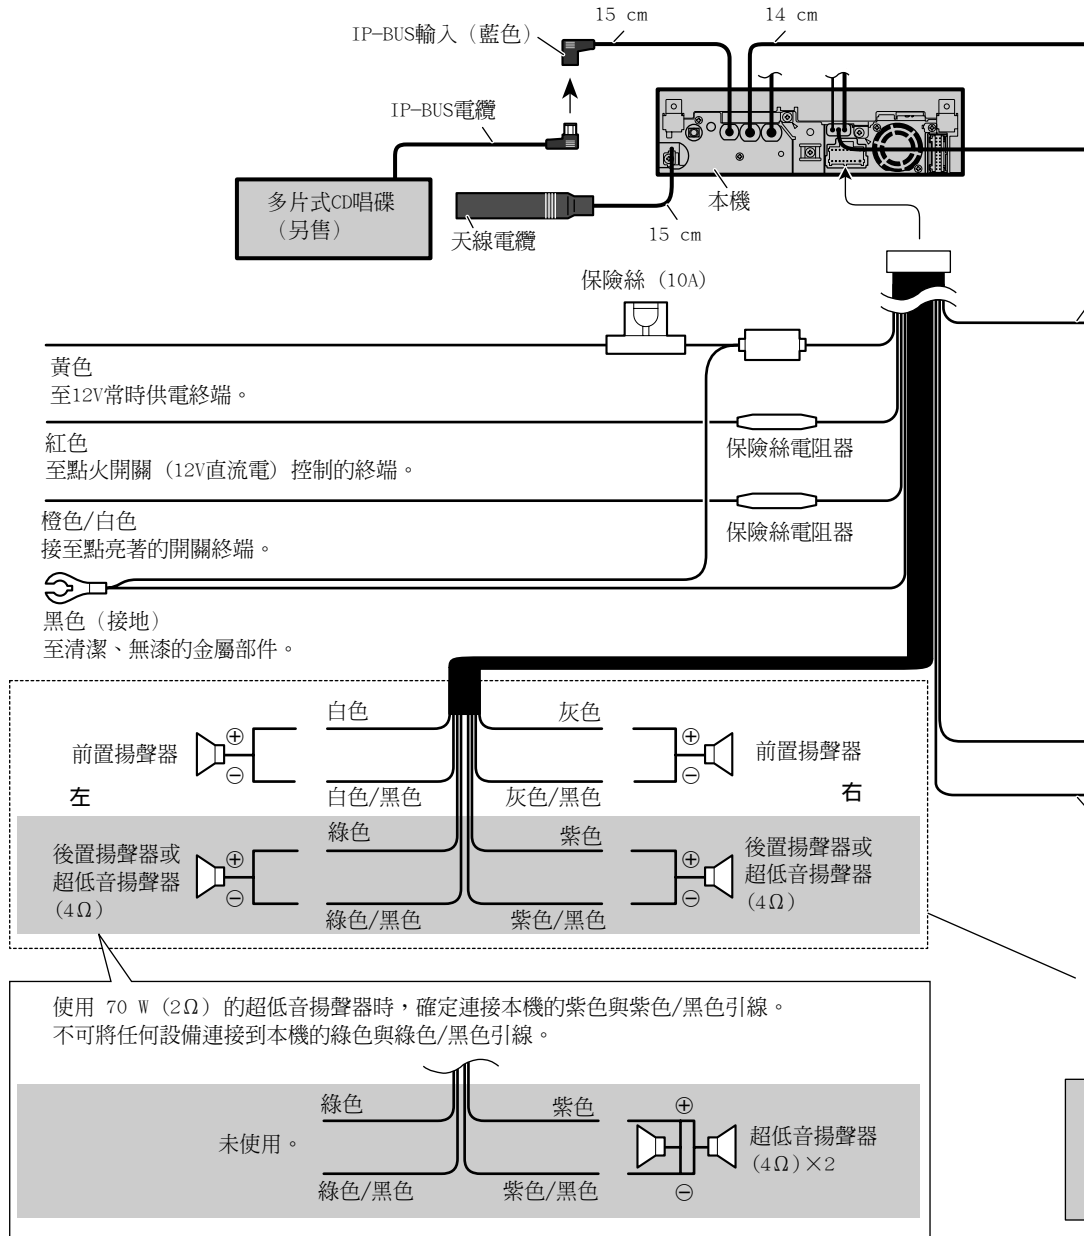 15 cm
14 cm
IP-BUS輸入（藍色）
IP-BUS電纜
多片式CD唱碟
（另售）
天線電纜
15 cm
本機
保險絲（10A）
黃色
至12V常時供電終端。
紅色
至點火開關（12V直流電）控制的終端。
保險絲電阻器
橙色/白色
接至點亮著的開關終端。
保險絲電阻器
黑色（接地）
至清潔、無漆的金屬部件。
白色
灰色
⊕
⊕
前置揚聲器
前置揚聲器
⊖
⊖
左
白色/黑色
灰色/黑色
右
綠色
紫色
後置揚聲器或
超低音揚聲器
(4Ω)
⊕
⊕
後置揚聲器或
超低音揚聲器
(4Ω)
⊖
⊖
綠色/黑色
紫色/黑色
使用 70 W (2Ω) 的超低音揚聲器時，確定連接本機的紫色與紫色/黑色引線。
不可將任何設備連接到本機的綠色與綠色/黑色引線。
綠色
紫色
⊕
未使用。
超低音揚聲器
(4Ω)×2
綠色/黑色
紫色/黑色
⊖